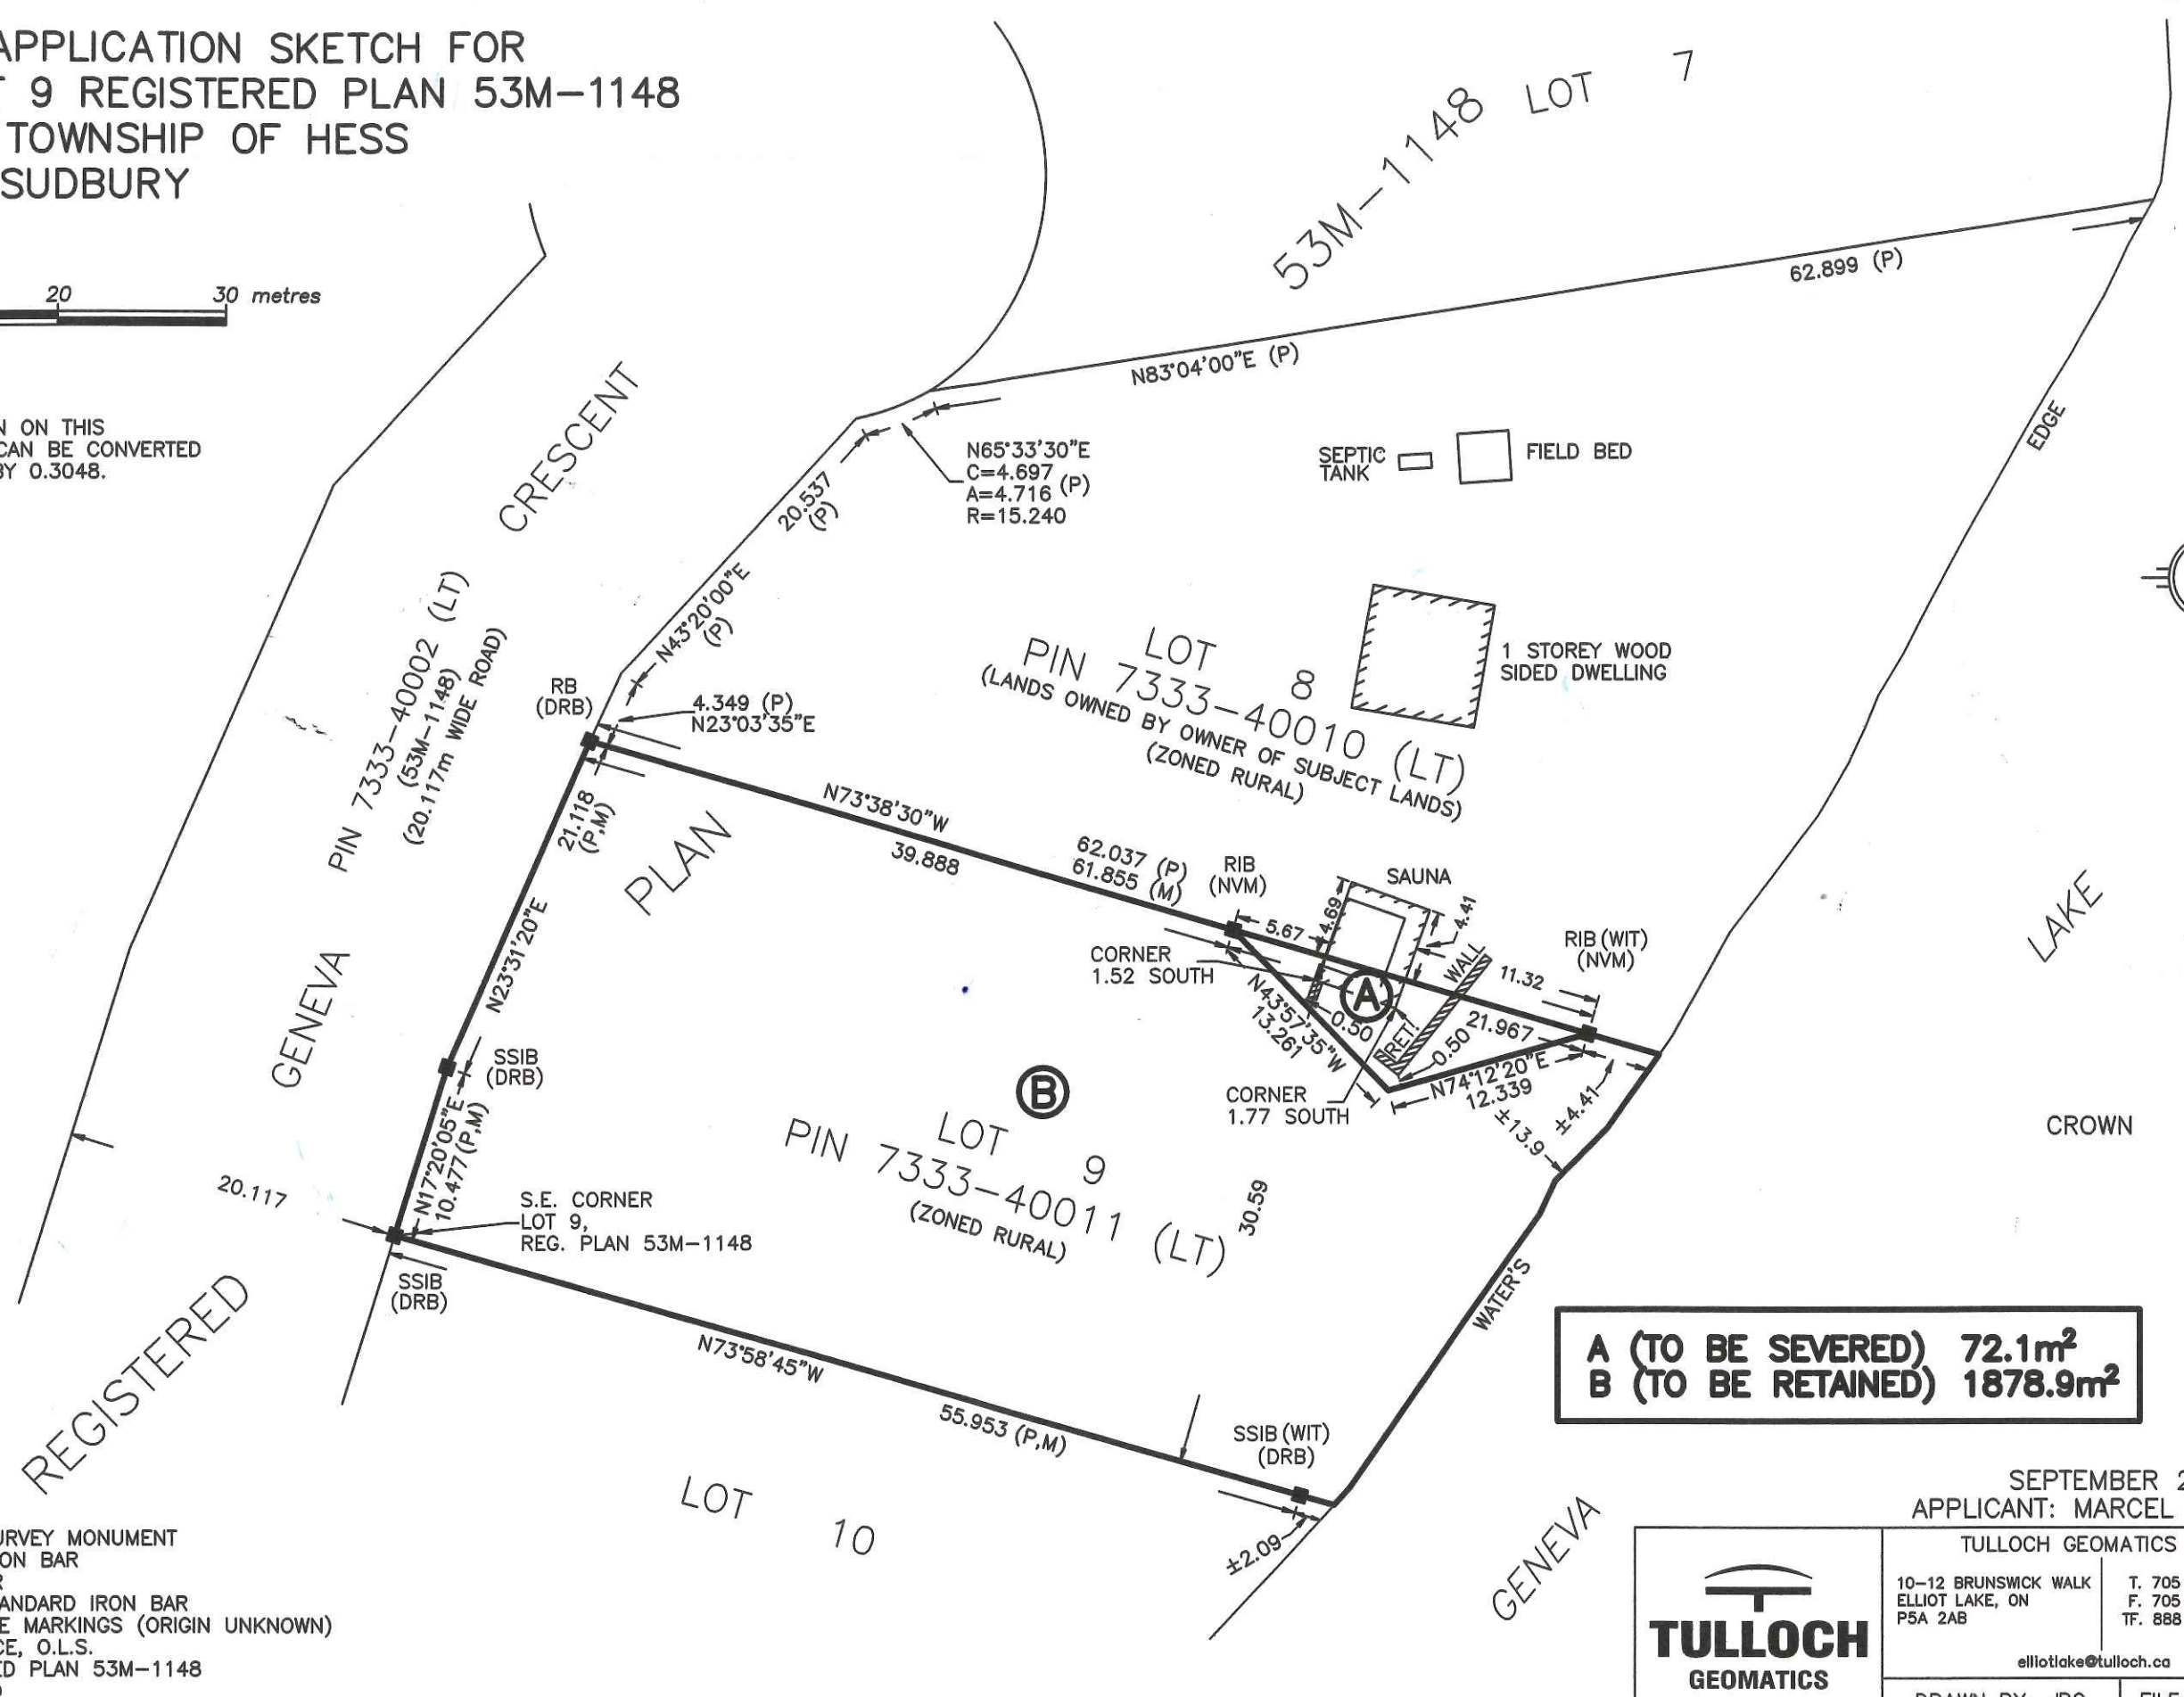 APPLICATION SKETCH FOR
9 REGISTERED PLAN 53M-1148
TOWNSHIP OF HESS
SUDBURY
20
30 metres
ON THIS
CAN BE CONVERTED
BY 0.3048.
53M-1148 LOT 7
62.899 (P)
N83°04'00"E (P)
EDGE
N65°33'30"E
C=4.697
A=4.716 (P)
R=15.240
SEPTIC
TANK
FIELD BED
CRESCENT
20.537
(P)
N43°20'00"E
(P)
PIN 7333-40002 (LT)
(53M-1148)
(20.117m WIDE ROAD)
RB
(DRB)
4.349 (P)
N23°03'35"E
LOT 8
PIN 7333-40010 (LT)
(LANDS OWNED BY OWNER OF SUBJECT LANDS)
(ZONED RURAL)
1 STOREY WOOD
SIDED DWELLING
21.118
(P,M)
PLAN
N73°38'30"W
39.888
62.037 (P)
61.855 (M)
RIB
(NVM)
SAUNA
5.67
4.69
4.41
WALL
11.32
RIB (WIT)
(NVM)
LAKE
CORNER
1.52 SOUTH
A
N43°57'35"W
13.261
0.50
RET.
0.50
21.967
N74°12'20"E
12.339
±4.41
±13.9
CORNER
1.77 SOUTH
N23°31'20"E
GENEVA
SSIB
(DRB)
B
N17°20'05"E
10.477(P,M)
LOT 9
PIN 7333-40011 (LT)
(ZONED RURAL)
30.59
CROWN
20.117
S.E. CORNER
LOT 9,
REG. PLAN 53M-1148
SSIB
(DRB)
WATER'S
REGISTERED
N73°58'45"W
55.953 (P,M)
SSIB (WIT)
(DRB)
±2.09
LOT 10
GENEVA
A (TO BE SEVERED) 72.1m²
B (TO BE RETAINED) 1878.9m²
SEPTEMBER 2
APPLICANT: MARCEL
TULLOCH GEOMATICS
10-12 BRUNSWICK WALK
ELLIOT LAKE, ON
P5A 2AB
T. 705
F. 705
TF. 888
elliotlake@tulloch.ca
TULLOCH
GEOMATICS
SURVEY MONUMENT
BAR
STANDARD IRON BAR
MARKINGS (ORIGIN UNKNOWN)
O.L.S.
PLAN 53M-1148